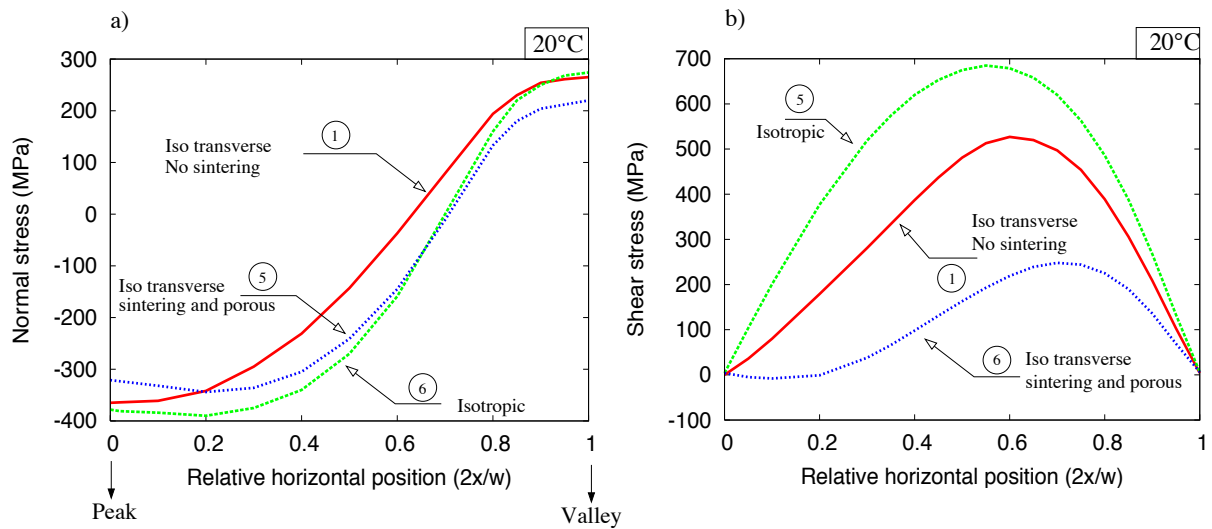 a)
20°C
300
200
100
0
-100
-200
-300
-400
Normal stress (MPa)
1
Iso transverse
No sintering
5
Iso transverse
sintering and porous
6
Isotropic
0
0.2
0.4
0.6
0.8
1
Relative horizontal position (2x/w)
Peak
Valley
b)
20°C
700
600
500
400
300
200
100
0
-100
Shear stress (MPa)
5
Isotropic
Iso transverse
No sintering
1
6
Iso transverse
sintering and porous
0
0.2
0.4
0.6
0.8
1
Relative horizontal position (2x/w)